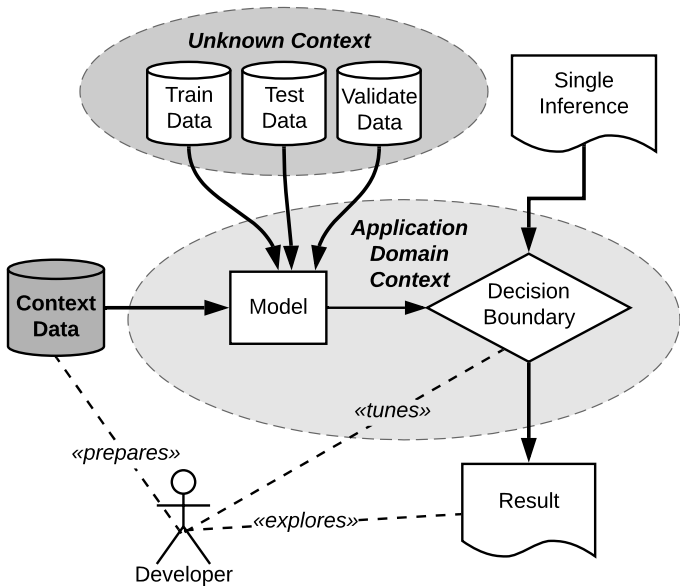 Unknown Context
Train
Data
Test
Data
Validate
Data
Single
Inference
Application
Domain
Context
Context
Data
Model
Decision
Boundary
«tunes»
«prepares»
«explores»
Result
Developer